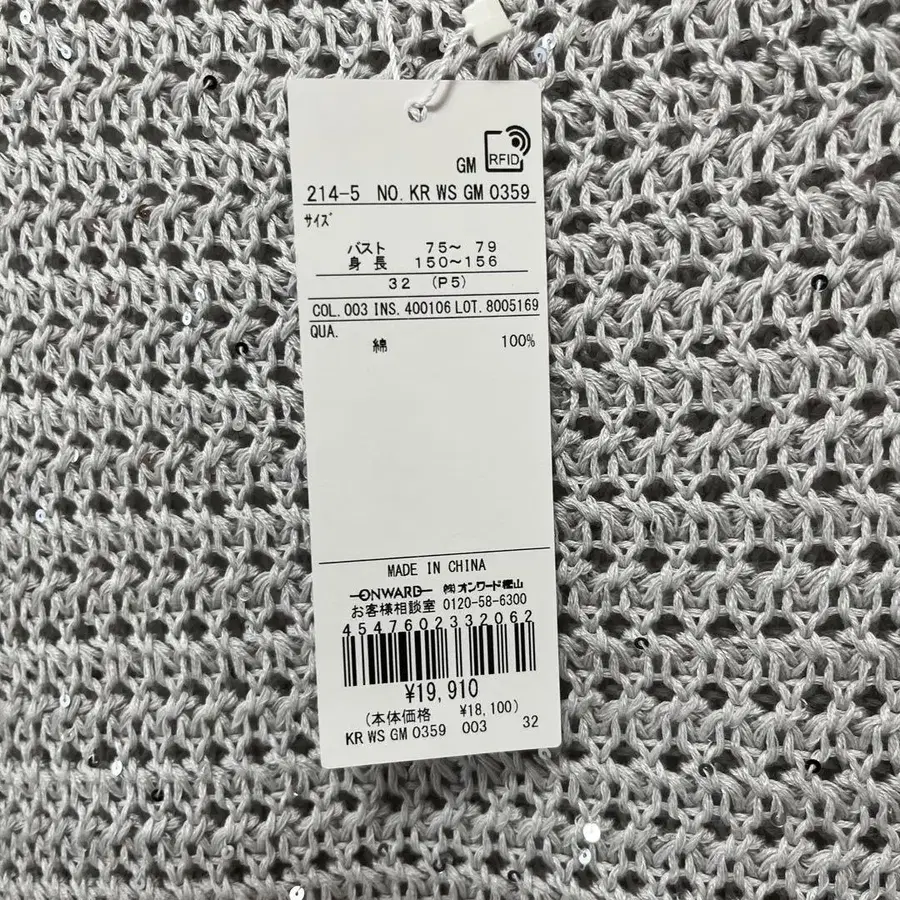 GM RFID
214-5 NO. KR WS GM 0359
ｻｲｽﾞ
バスト 75～ 79
身長 150～156
32 (P5)
COL. 003 INS. 400106 LOT. 8005169
QUA.
綿 100%
MADE IN CHINA
ONWARD ㈱オンワード樫山
お客様相談室 0120-58-6300
4547602332062
¥19,910
(本体価格 ¥18,100)
KR WS GM 0359 003 32